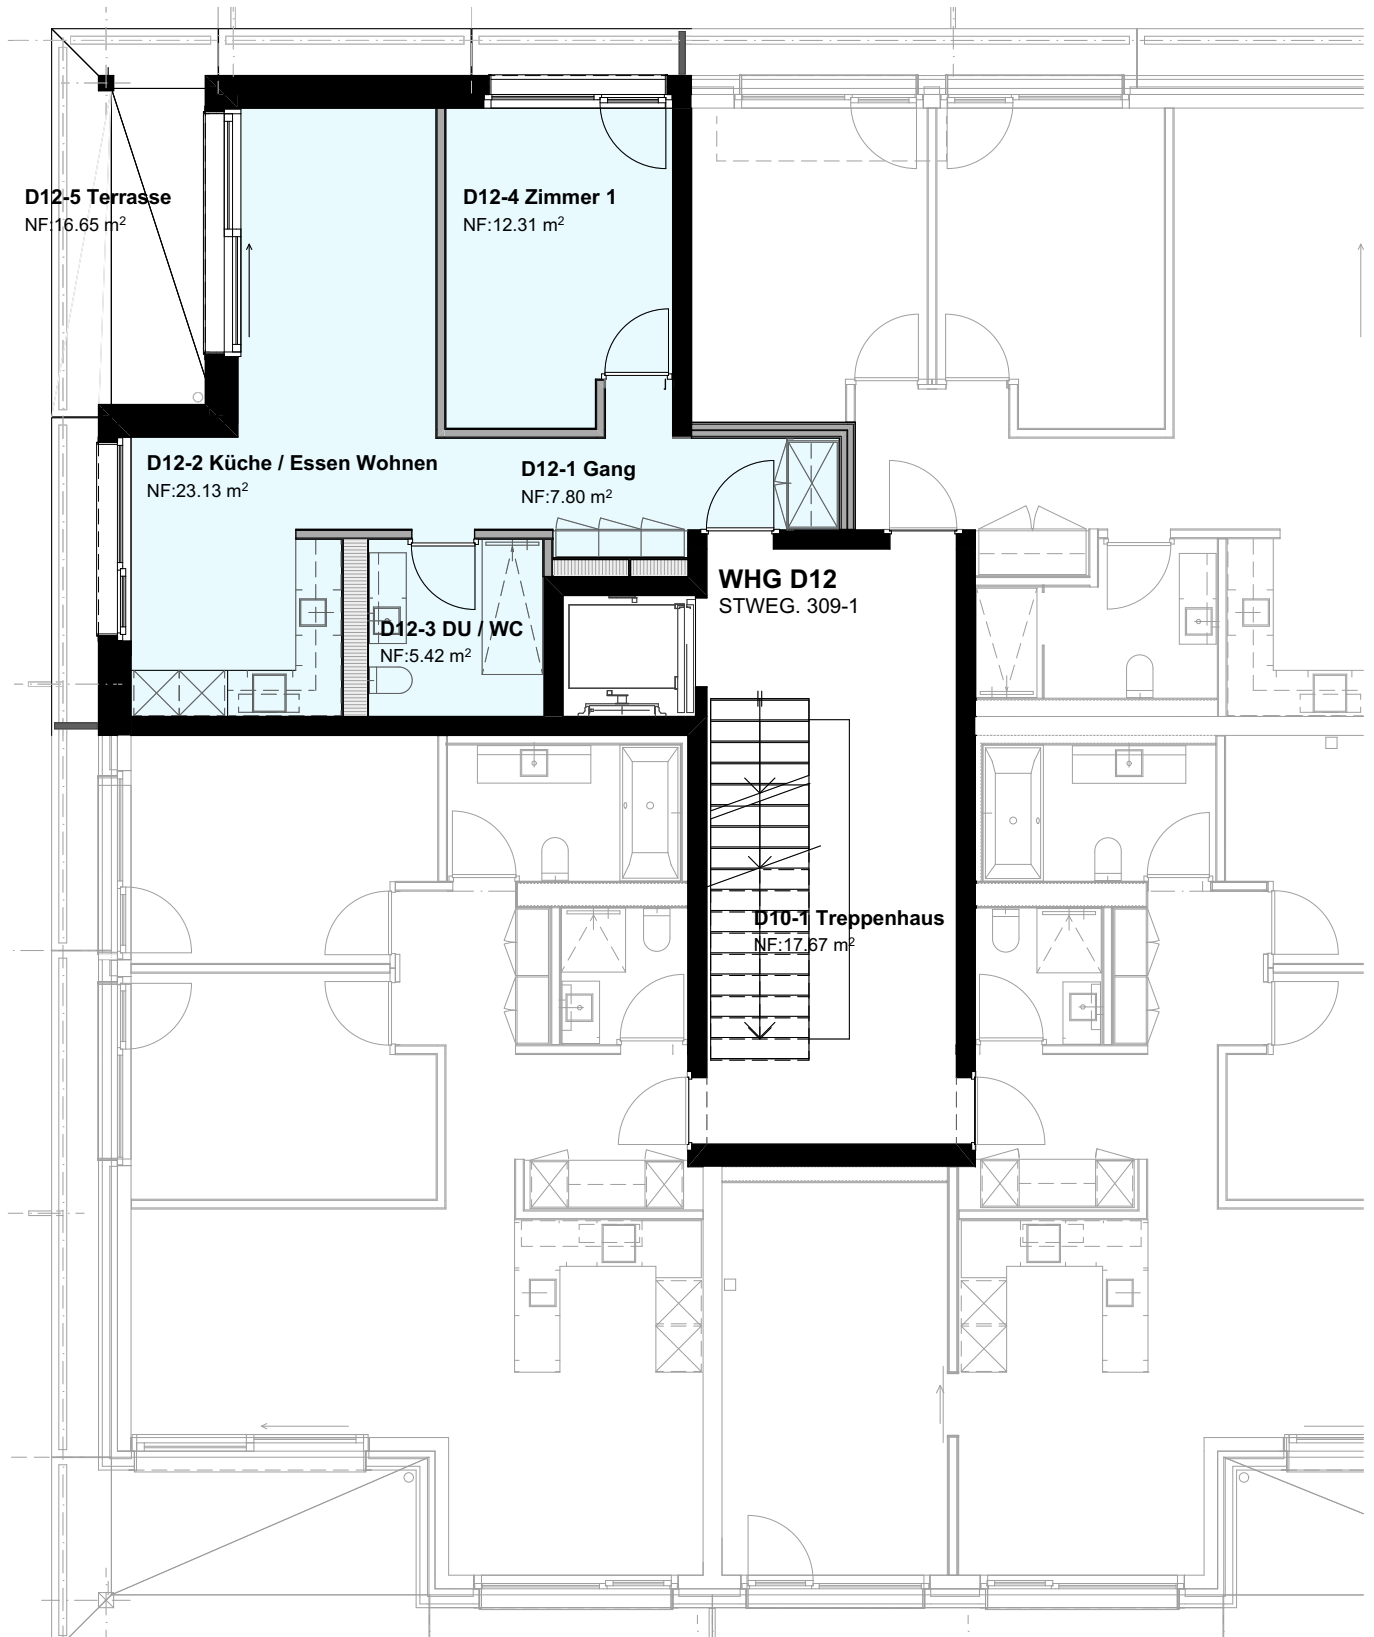 D12-5 Terrasse
NF:16.65 m²
D12-4 Zimmer 1
NF:12.31 m²
D12-2 Küche / Essen Wohnen
NF:23.13 m²
D12-1 Gang
NF:7.80 m²
WHG D12
STWEG. 309-1
D12-3 DU / WC
NF:5.42 m²
D10-1 Treppenhaus
NF:17.67 m²